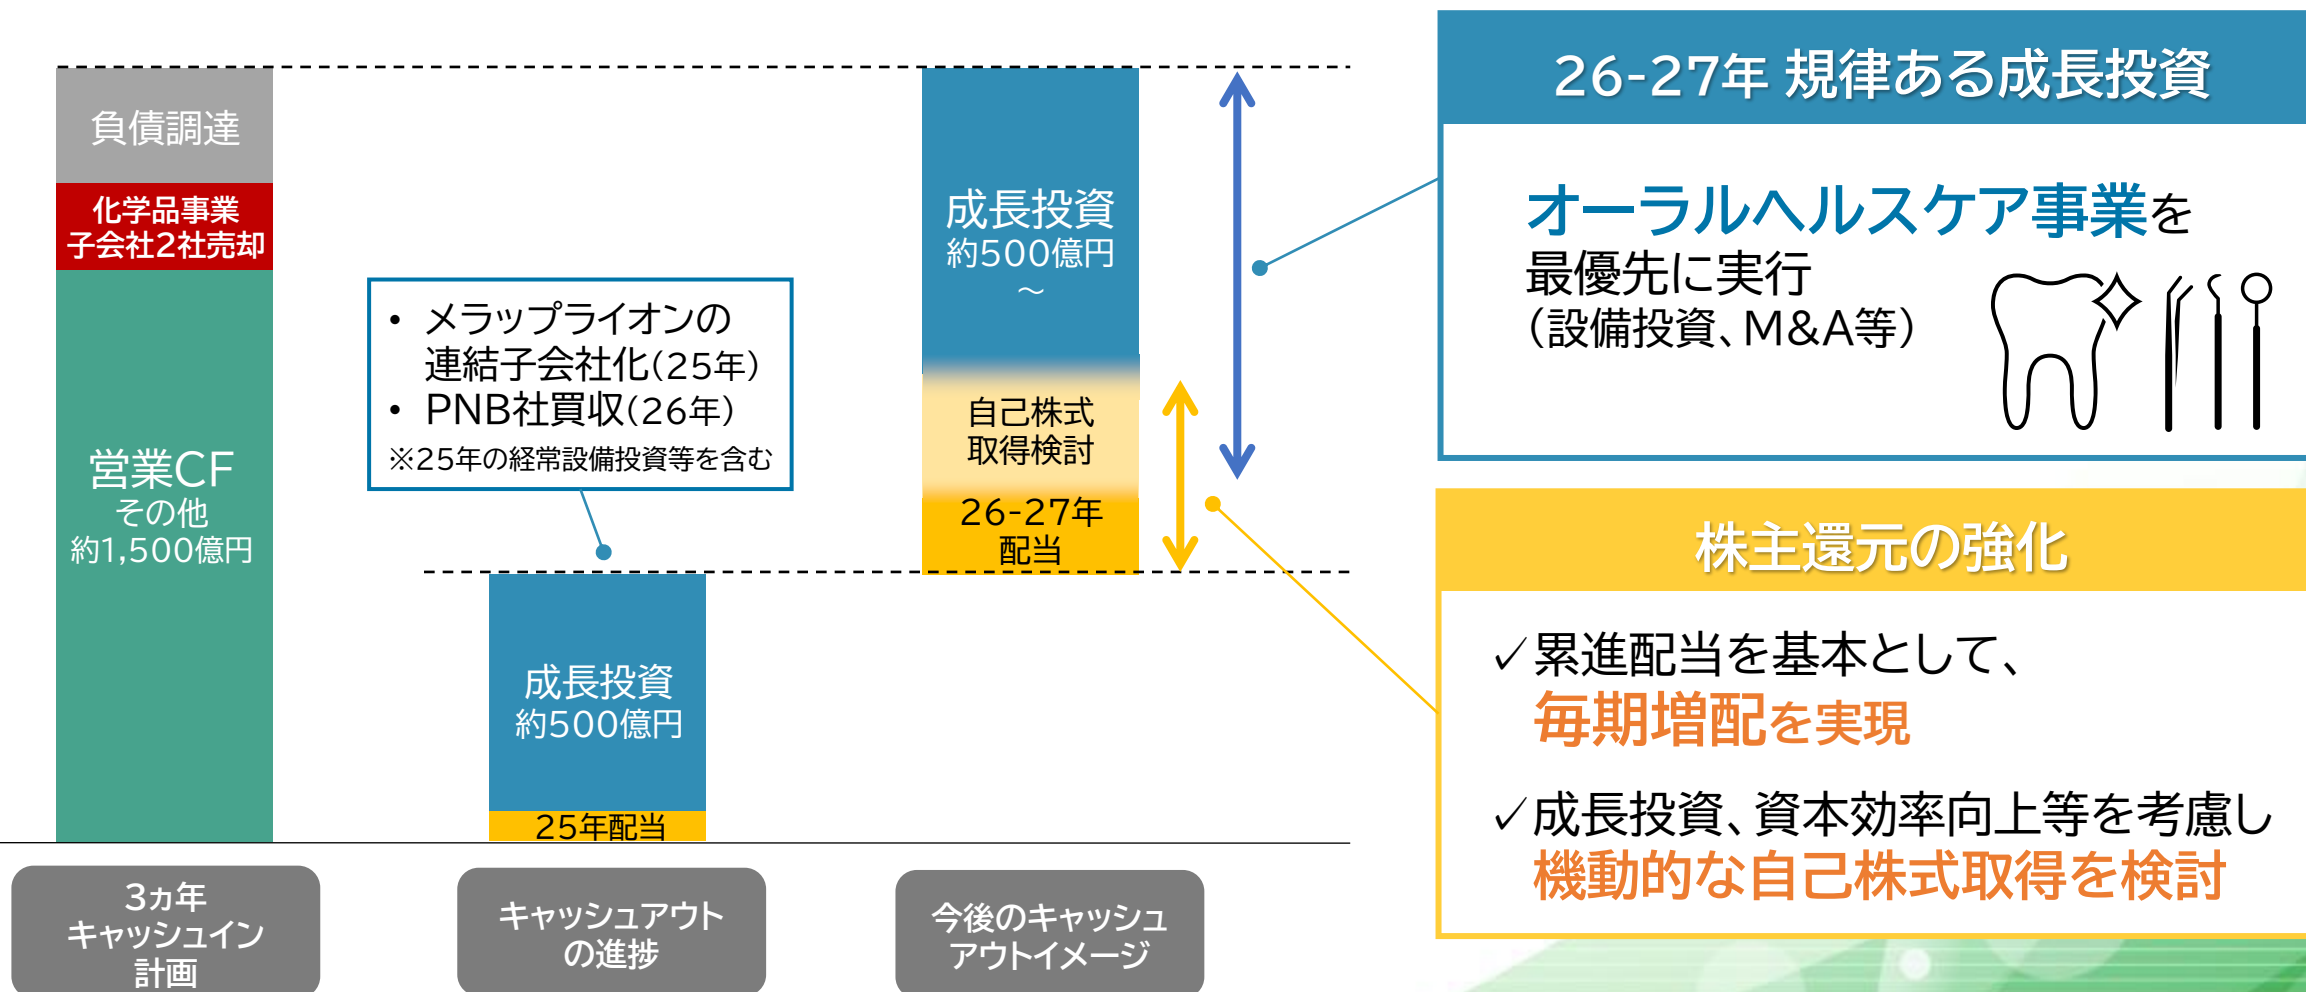 負債調達
化学品事業
子会社2社売却
営業CF
その他
約1,500億円
3ヵ年
キャッシュイン
計画
・メラップライオンの
連結子会社化(25年)
・PNB社買収(26年)
※25年の経常設備投資等を含む
成長投資
約500億円
25年配当
キャッシュアウト
の進捗
成長投資
約500億円
～
自己株式
取得検討
26-27年
配当
今後のキャッシュ
アウトイメージ
26-27年 規律ある成長投資
オーラルヘルスケア事業を
最優先に実行
（設備投資、M&A等）
株主還元の強化
✓累進配当を基本として、
毎期増配を実現
✓成長投資、資本効率向上等を考慮し
機動的な自己株式取得を検討